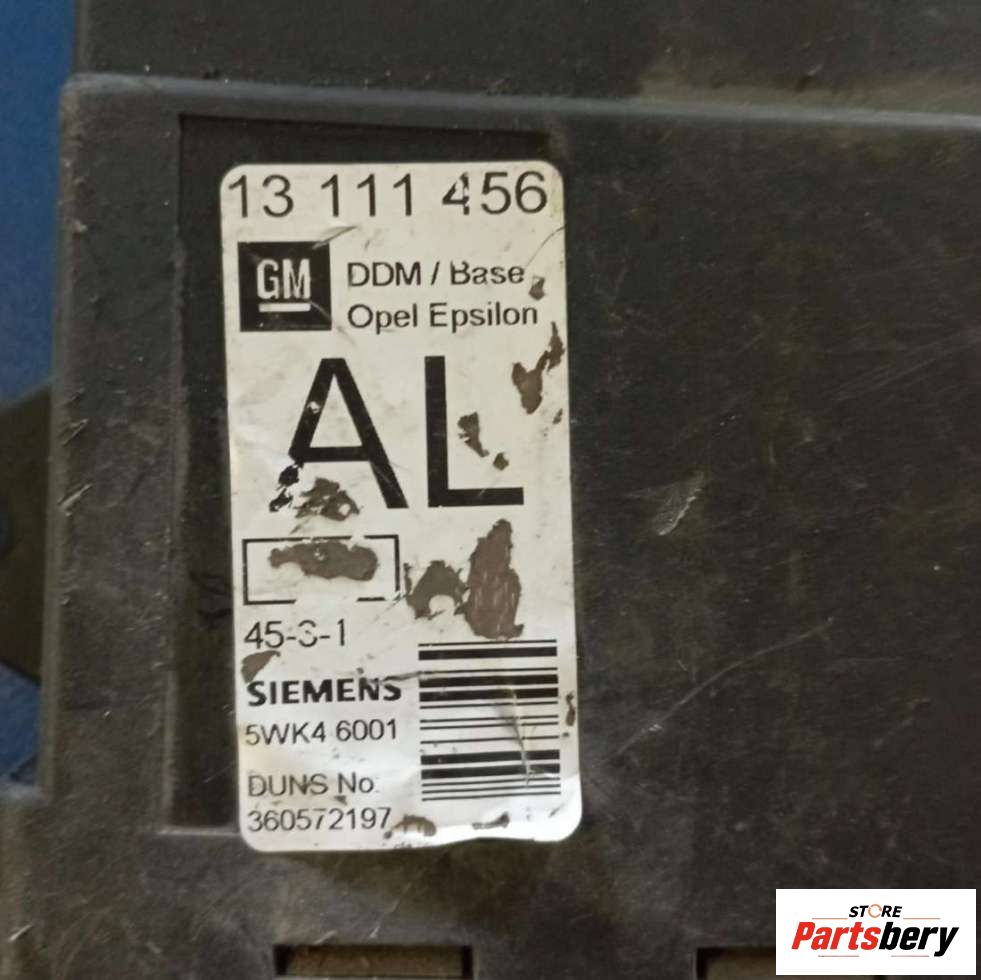 13 111 456
GM
DDM / Base
Opel Epsilon
AL
45-3-1
SIEMENS
5WK4 6001
DUNS No.
360572197
STORE
Partsbery